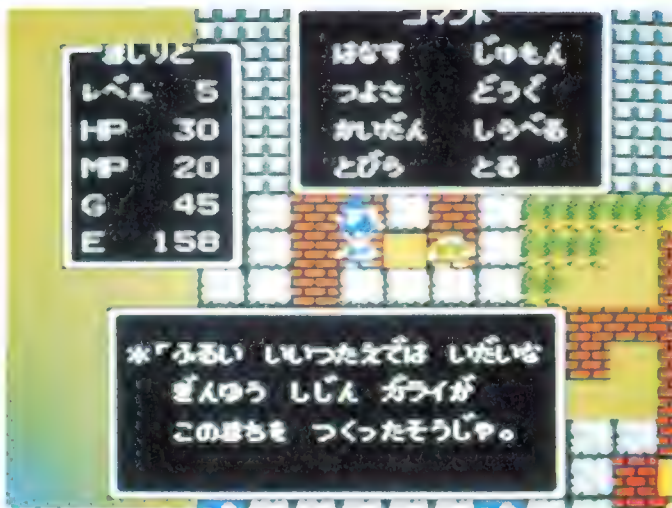 コマンド
はなす じゅもん
つよさ どうぐ
かいだん しらべる
とびら とる
レベル 5
HP 30
MP 20
G 45
E 158
*「ふるい いいつたえでは いだいな
ぎんゆう しじん ガライが
この まちを つくったそうじゃ。